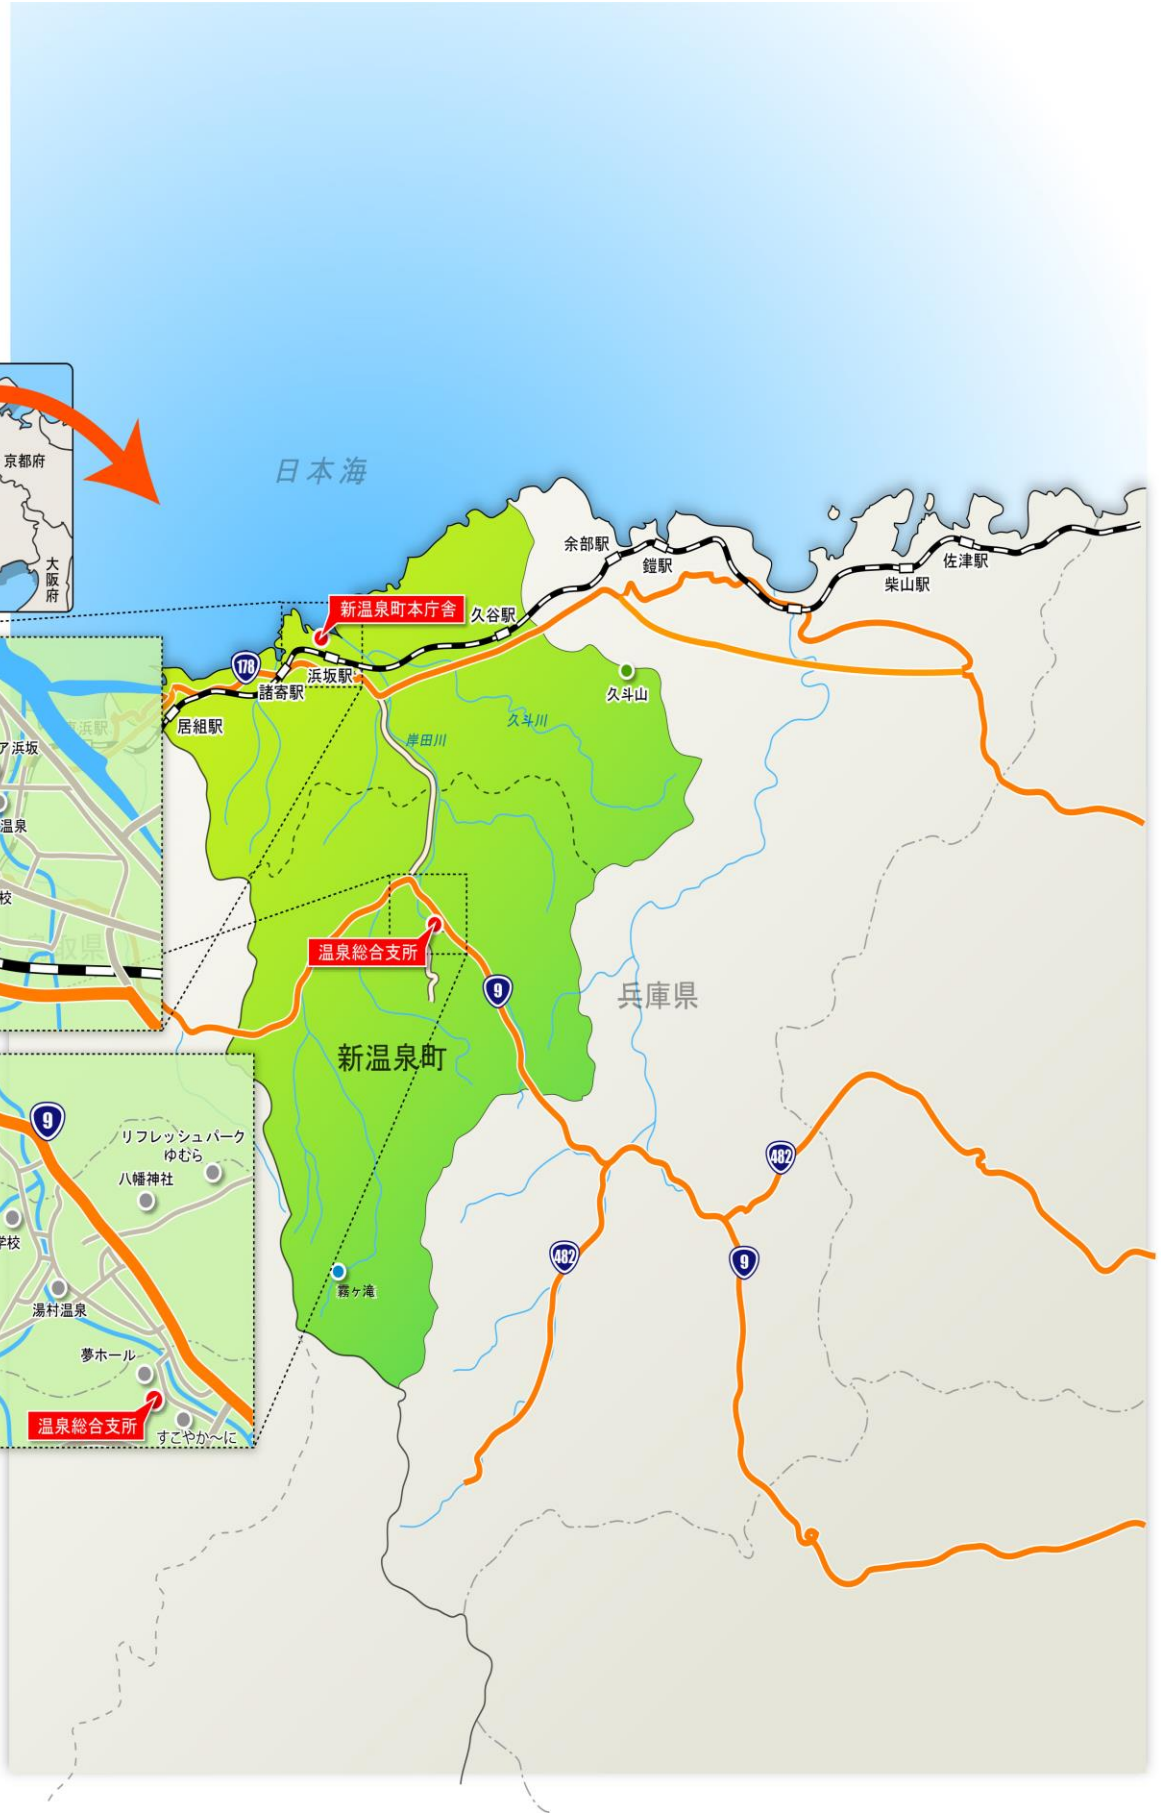 京都府
大阪府
日本海
余部駅
鎧駅
佐津駅
柴山駅
新温泉町本庁舎
久谷駅
178
浜坂駅
諸寄駅
居組駅
久斗山
久斗川
岸田川
ア浜坂
温泉
校
温泉総合支所
9
兵庫県
新温泉町
482
482
9
霧ヶ滝
9
リフレッシュパーク
ゆむら
八幡神社
学校
湯村温泉
夢ホール
温泉総合支所
すこやか～に